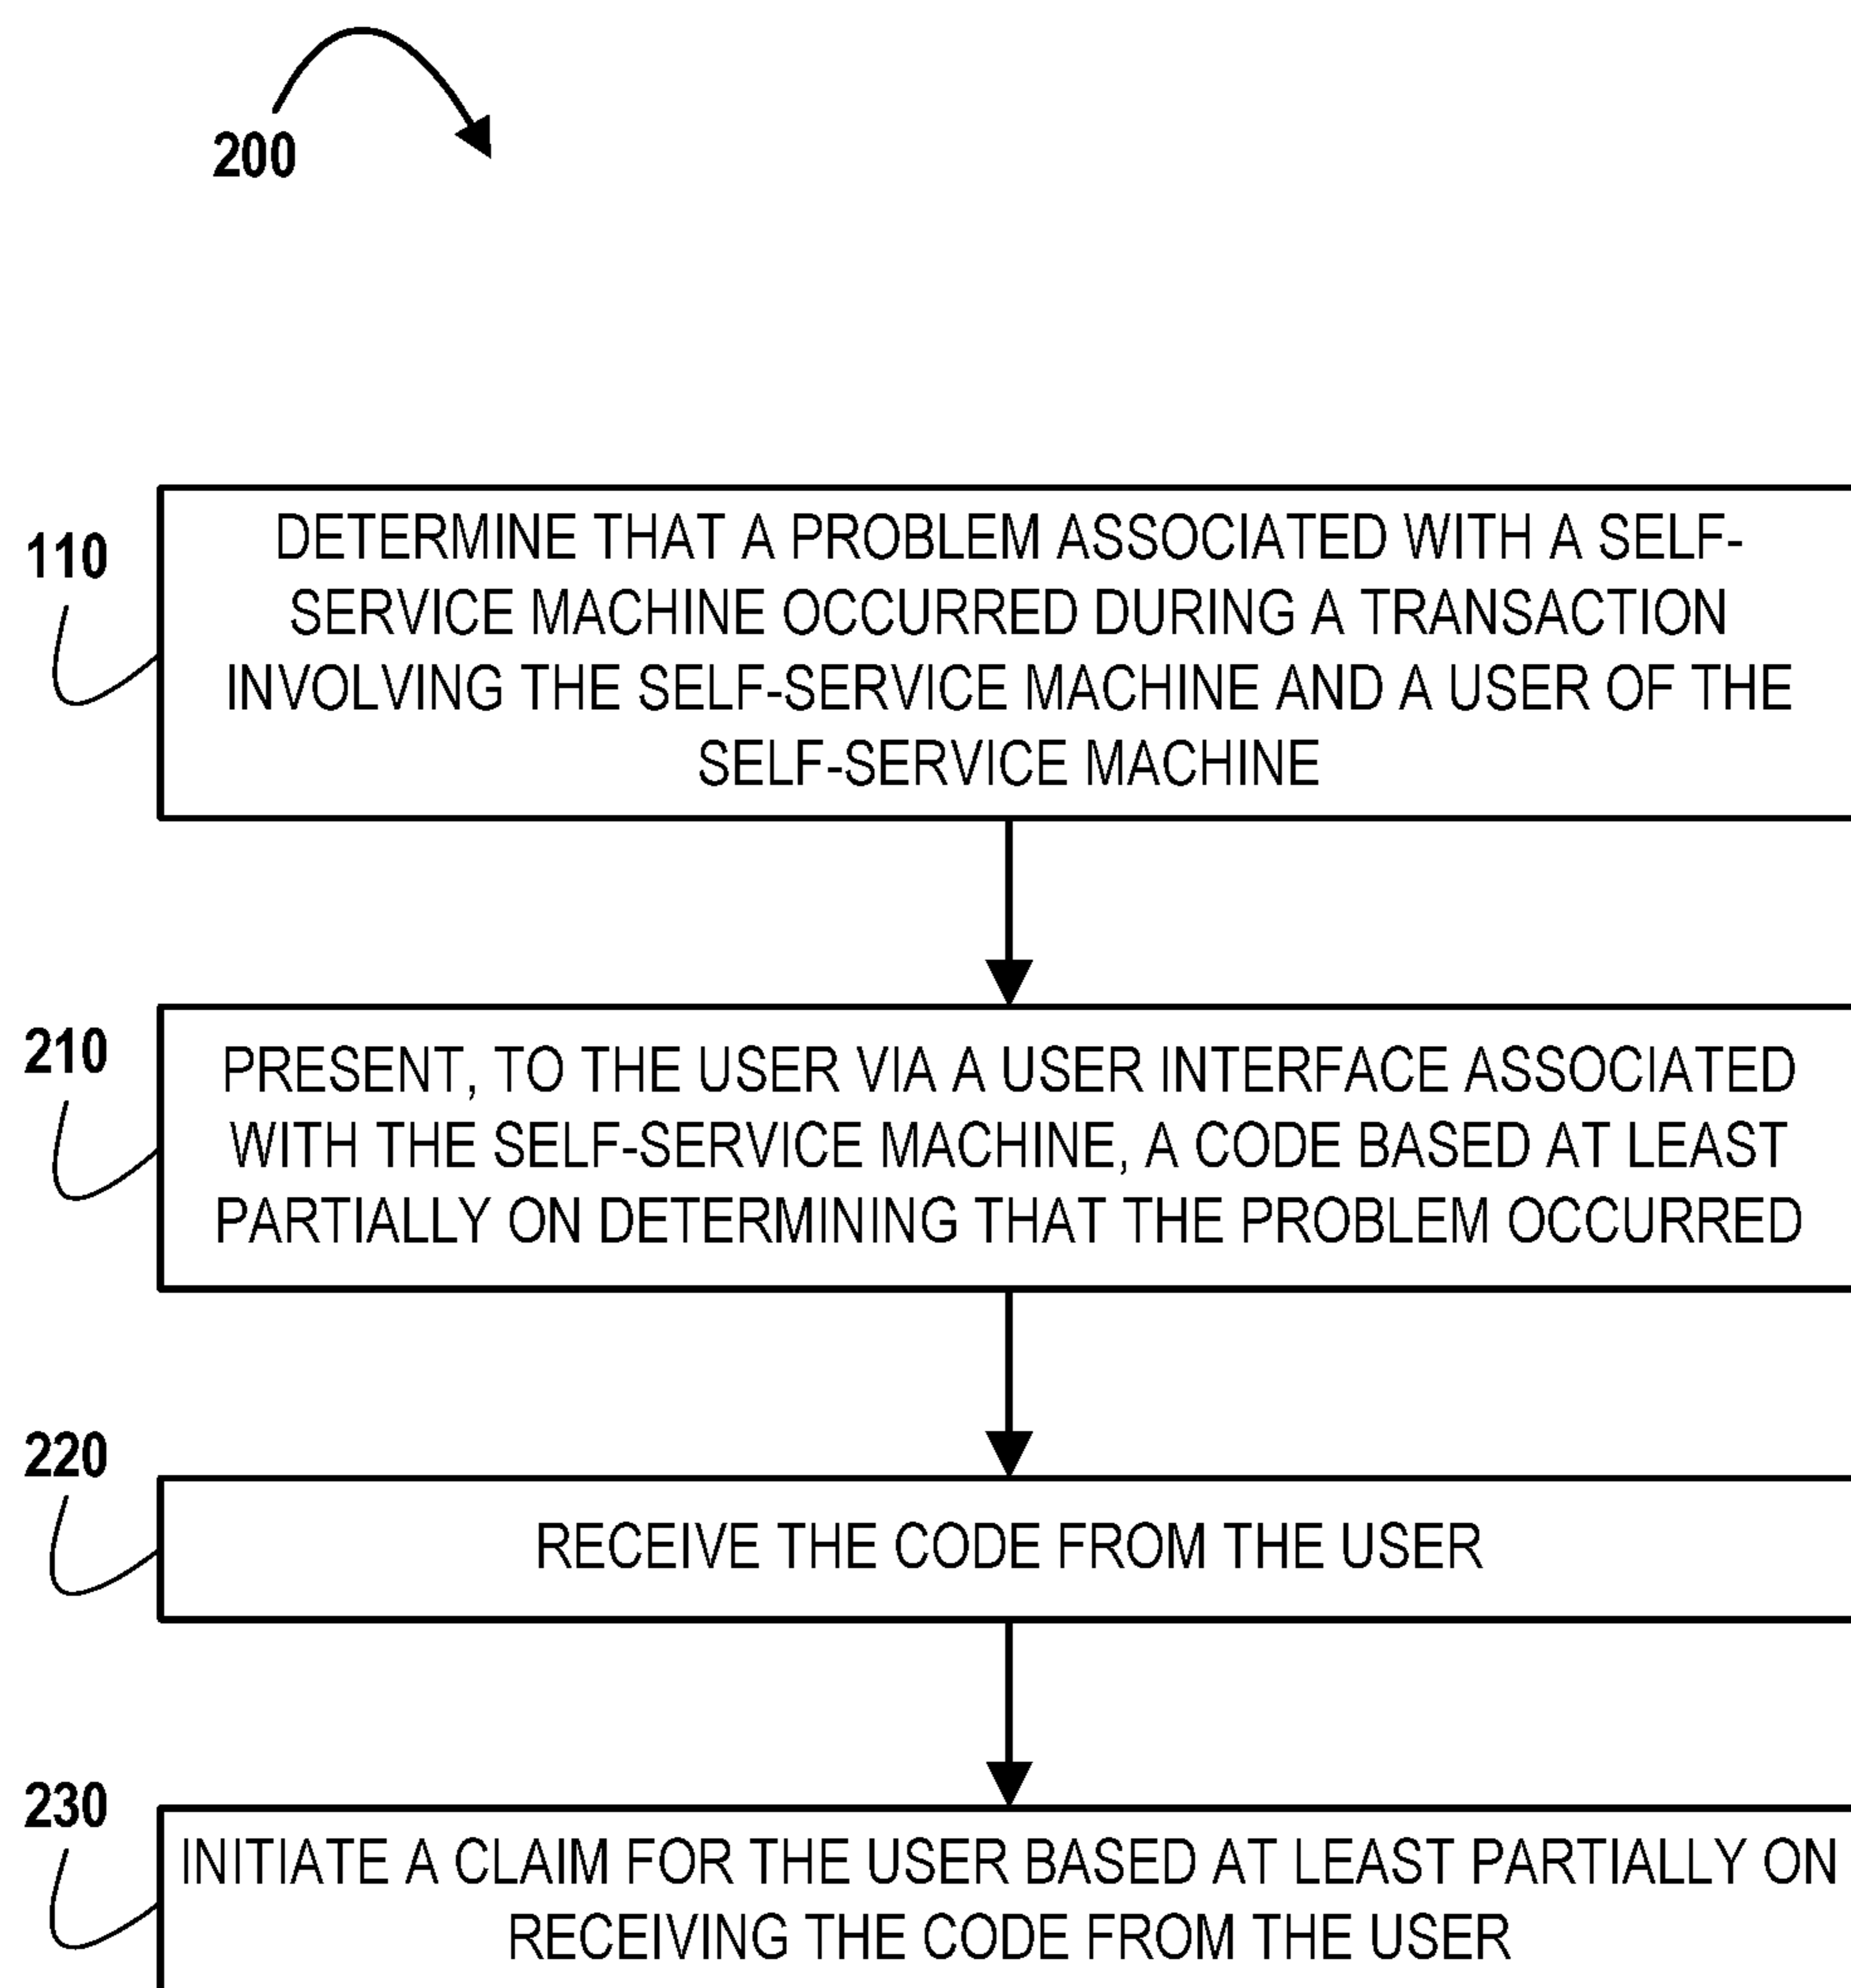 200
110
DETERMINE THAT A PROBLEM ASSOCIATED WITH A SELF-
SERVICE MACHINE OCCURRED DURING A TRANSACTION
INVOLVING THE SELF-SERVICE MACHINE AND A USER OF THE
SELF-SERVICE MACHINE
210
PRESENT, TO THE USER VIA A USER INTERFACE ASSOCIATED
WITH THE SELF-SERVICE MACHINE, A CODE BASED AT LEAST
PARTIALLY ON DETERMINING THAT THE PROBLEM OCCURRED
220
RECEIVE THE CODE FROM THE USER
230
INITIATE A CLAIM FOR THE USER BASED AT LEAST PARTIALLY ON
RECEIVING THE CODE FROM THE USER